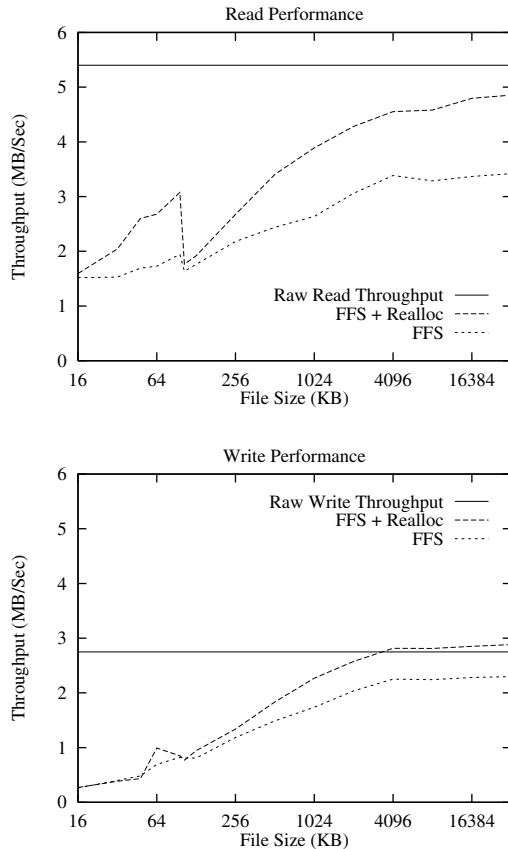 Read Performance
6
5
4
3
2
1
0
Throughput (MB/Sec)
Raw Read Throughput
FFS + Realloc
FFS
16 64 256 1024 4096 16384
File Size (KB)
Write Performance
6
5
4
3
2
1
0
Throughput (MB/Sec)
Raw Write Throughput
FFS + Realloc
FFS
16 64 256 1024 4096 16384
File Size (KB)